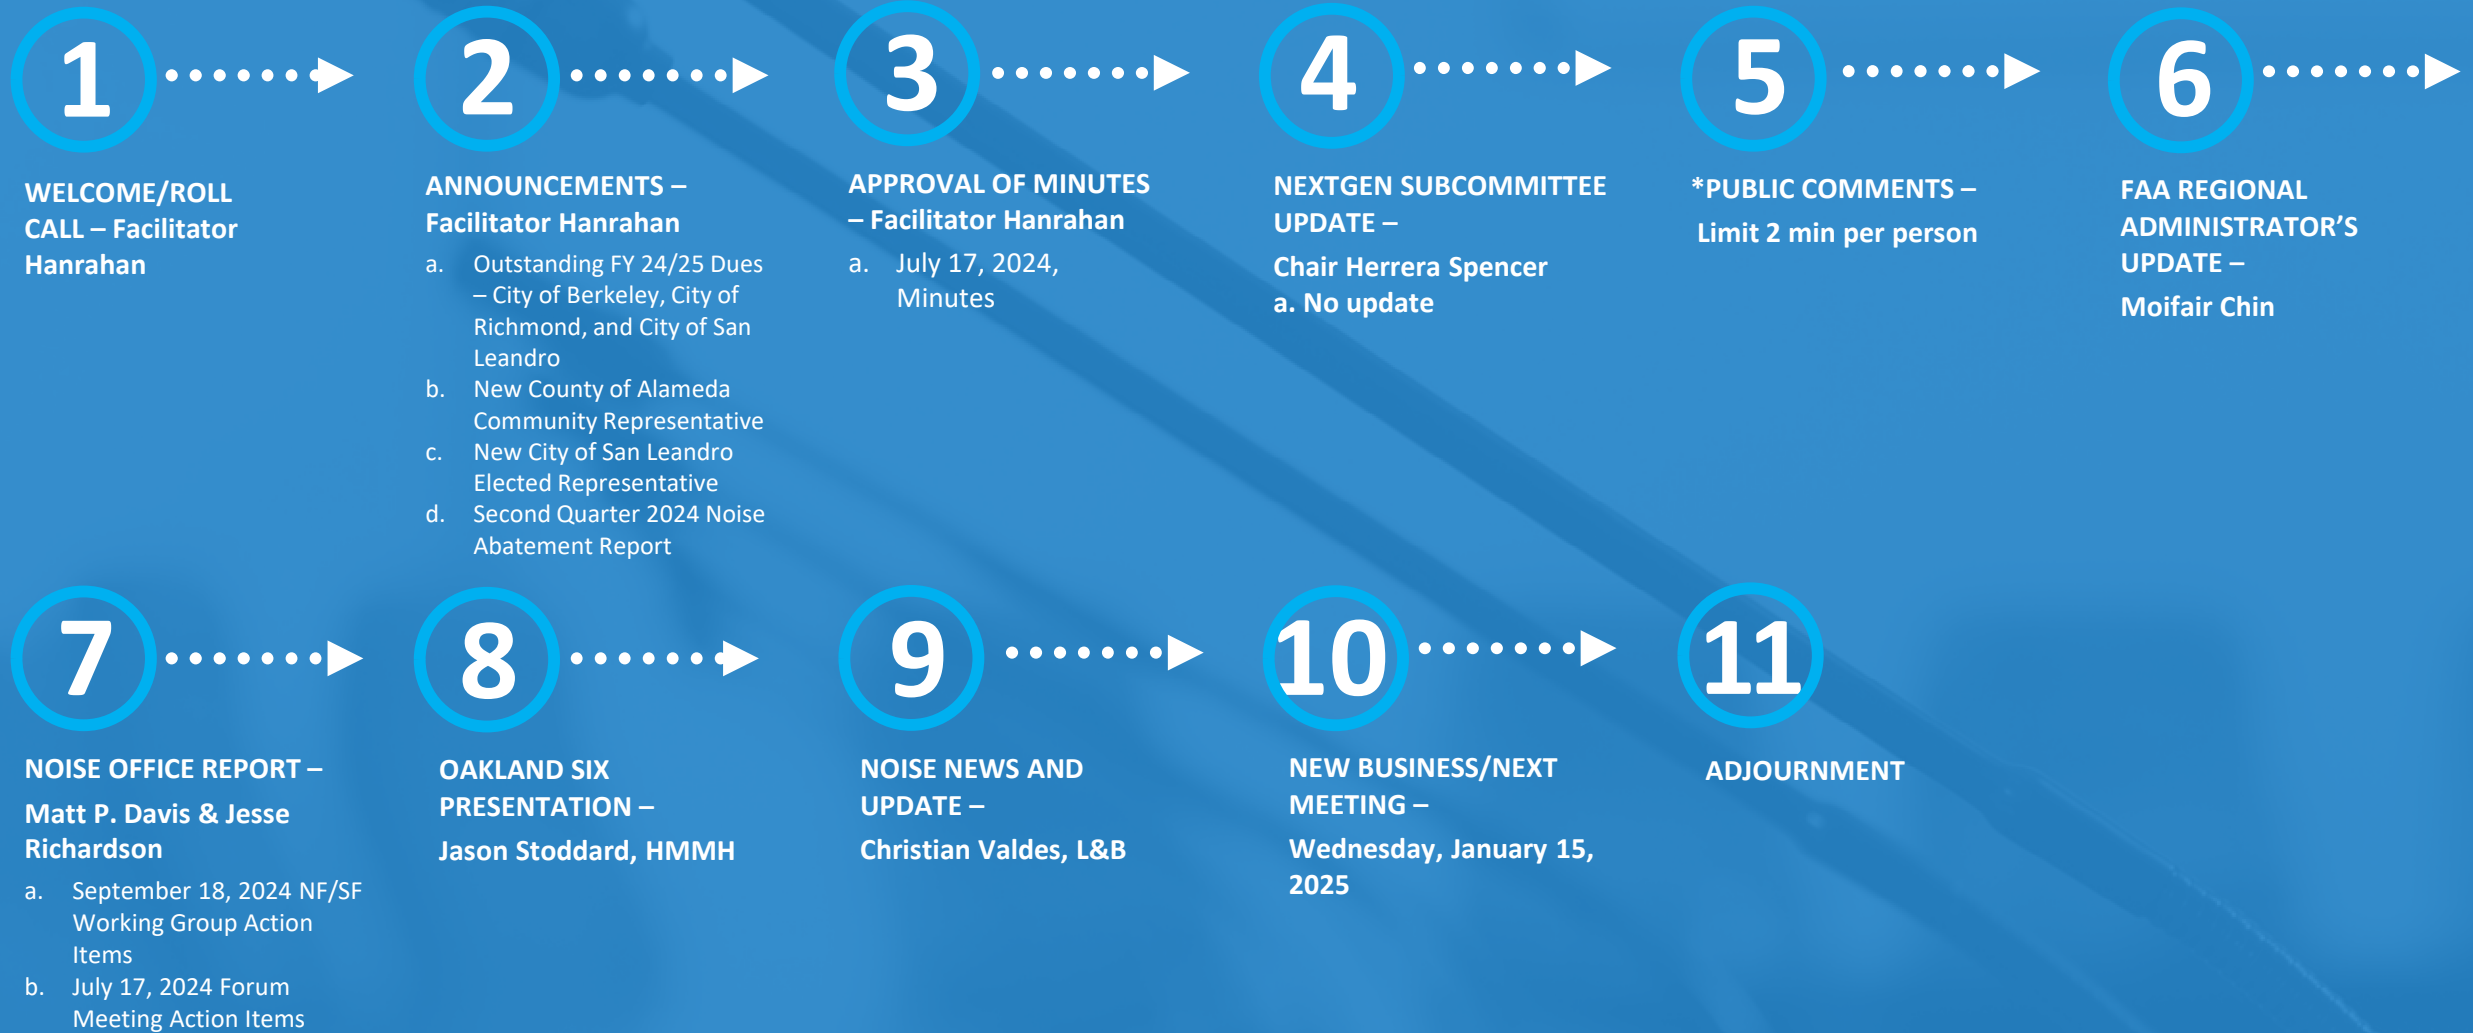 1
WELCOME/ROLL
CALL – Facilitator
Hanrahan
2
ANNOUNCEMENTS –
Facilitator Hanrahan
a. Outstanding FY 24/25 Dues
– City of Berkeley, City of
Richmond, and City of San
Leandro
b. New County of Alameda
Community Representative
c. New City of San Leandro
Elected Representative
d. Second Quarter 2024 Noise
Abatement Report
3
APPROVAL OF MINUTES
– Facilitator Hanrahan
a. July 17, 2024,
Minutes
4
NEXTGEN SUBCOMMITTEE
UPDATE –
Chair Herrera Spencer
a. No update
5
*PUBLIC COMMENTS –
Limit 2 min per person
6
FAA REGIONAL
ADMINISTRATOR’S
UPDATE –
Moifair Chin
7
NOISE OFFICE REPORT –
Matt P. Davis & Jesse
Richardson
a. September 18, 2024 NF/SF
Working Group Action
Items
b. July 17, 2024 Forum
Meeting Action Items
8
OAKLAND SIX
PRESENTATION –
Jason Stoddard, HMMH
9
NOISE NEWS AND
UPDATE –
Christian Valdes, L&B
10
NEW BUSINESS/NEXT
MEETING –
Wednesday, January 15,
2025
11
ADJOURNMENT